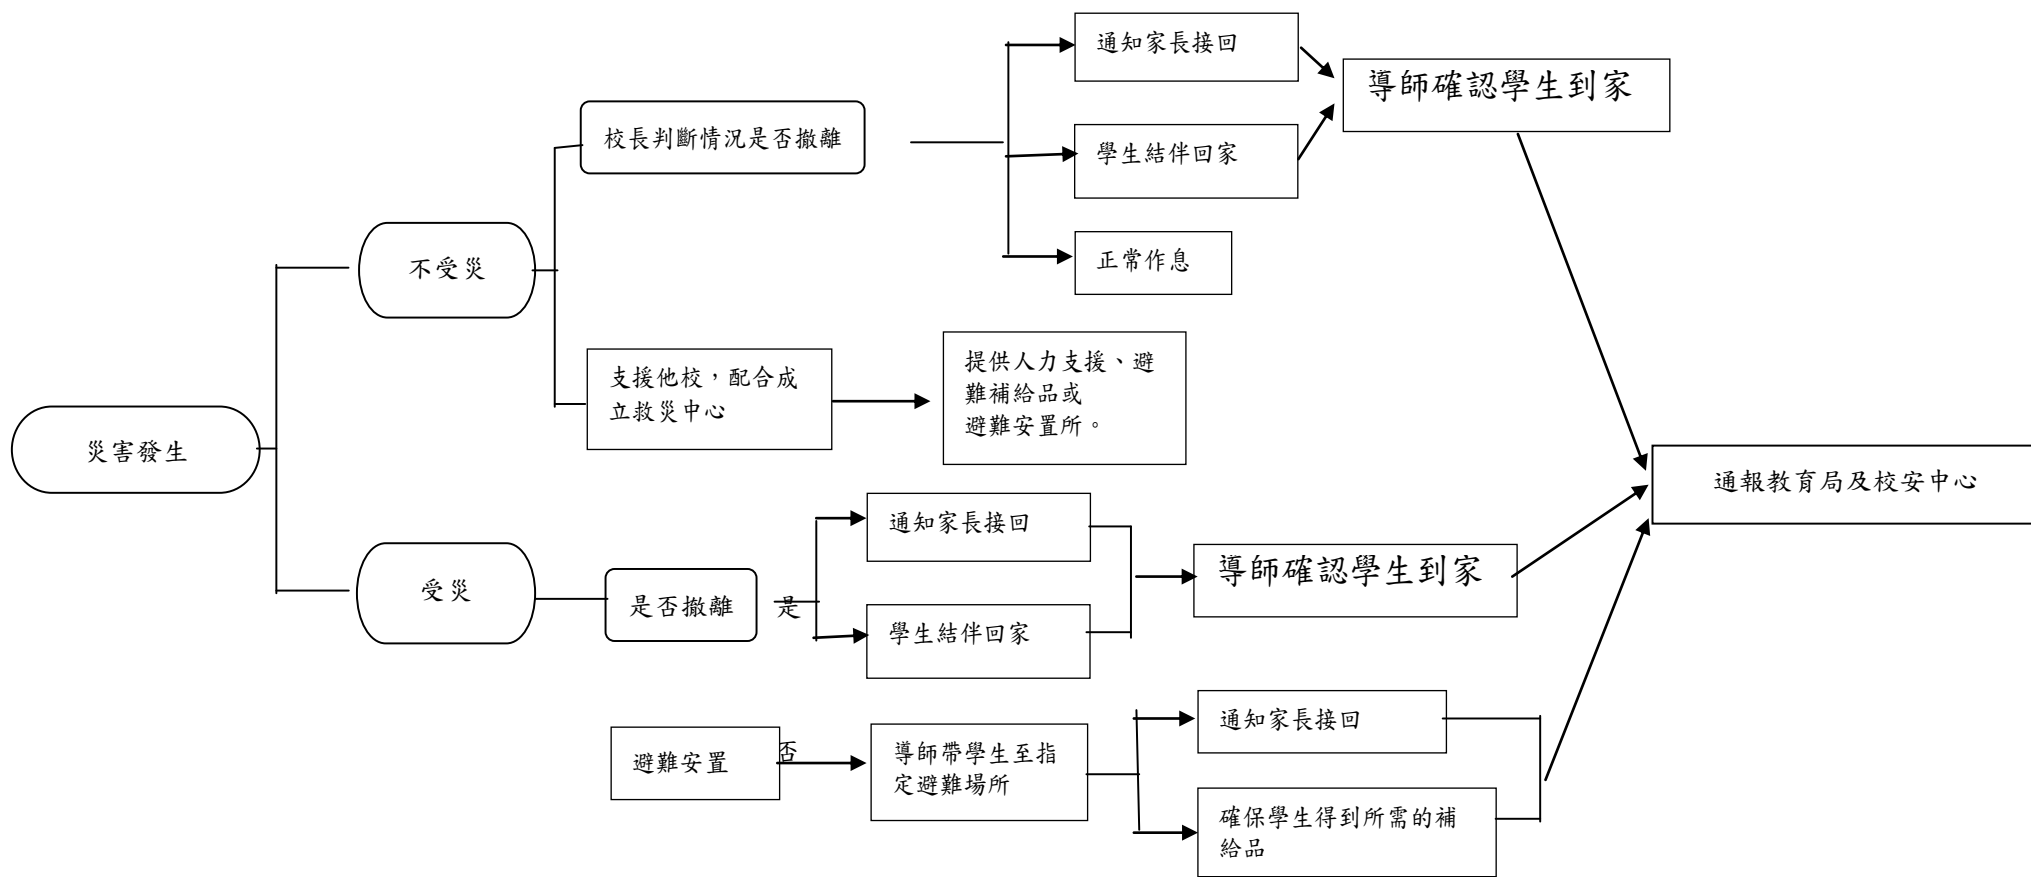 通知家長接回
導師確認學生到家
校長判斷情況是否撤離
學生結伴回家
不受災
正常作息
支援他校，配合成
立救災中心
提供人力支援、避
難補給品或
避難安置所。
災害發生
通報教育局及校安中心
通知家長接回
受災
是否撤離
是
導師確認學生到家
學生結伴回家
避難安置
否
導師帶學生至指
定避難場所
通知家長接回
確保學生得到所需的補
給品